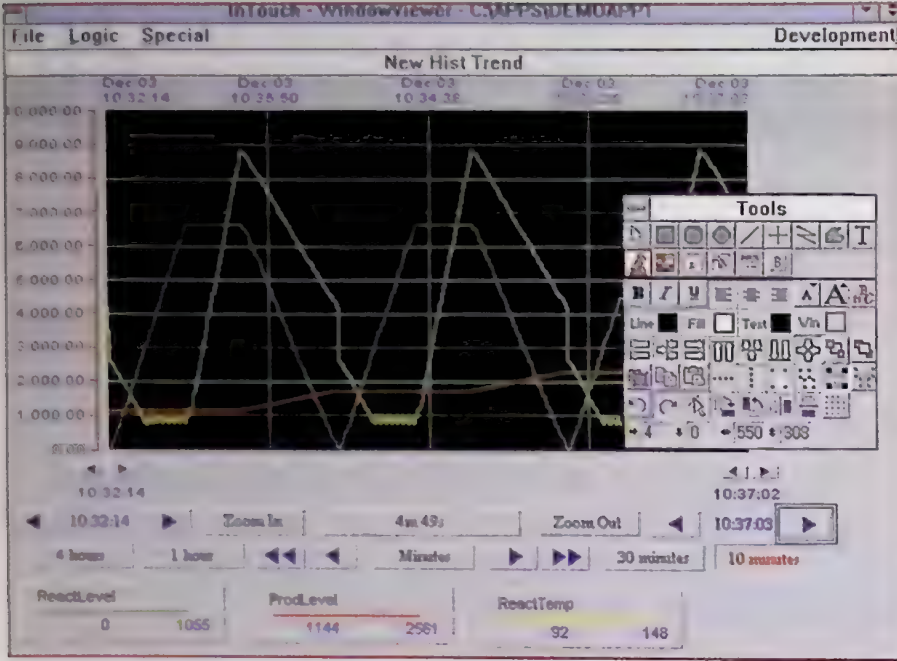 InTouch - WindowViewer - C:\APPS\DEMOAPP1
File Logic Special Development
New Hist Trend
Dec 03 Dec 03 Dec 03 Dec 03 Dec 03
10:32:14 10:35:50 10:34:38
10,000.00
9,000.00
8,000.00
7,000.00
6,000.00
5,000.00
4,000.00
3,000.00
2,000.00
1,000.00
Tools
T
B I U A A
Line Fill Text Win
4 0 550 308
10:32:14 10:37:02
10:32:14 Zoom In 4m 49s Zoom Out 10:37:03
4 hours 1 hour Minutes 30 minutes 10 minutes
ReactLevel ProdLevel ReactTemp
0 1055 1144 2561 92 148